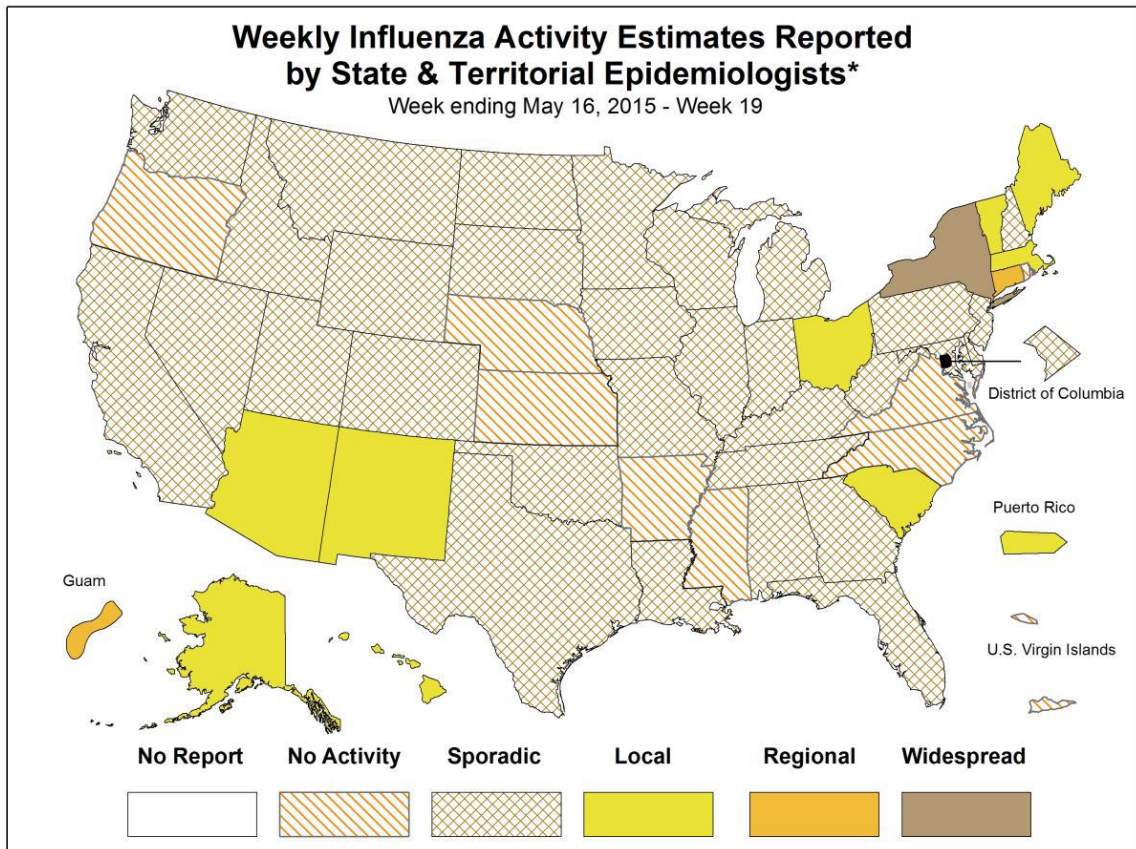 Weekly Influenza Activity Estimates Reported
by State & Territorial Epidemiologists*
Week ending May 16, 2015 - Week 19
District of Columbia
Puerto Rico
Guam
U.S. Virgin Islands
No Report
No Activity
Sporadic
Local
Regional
Widespread